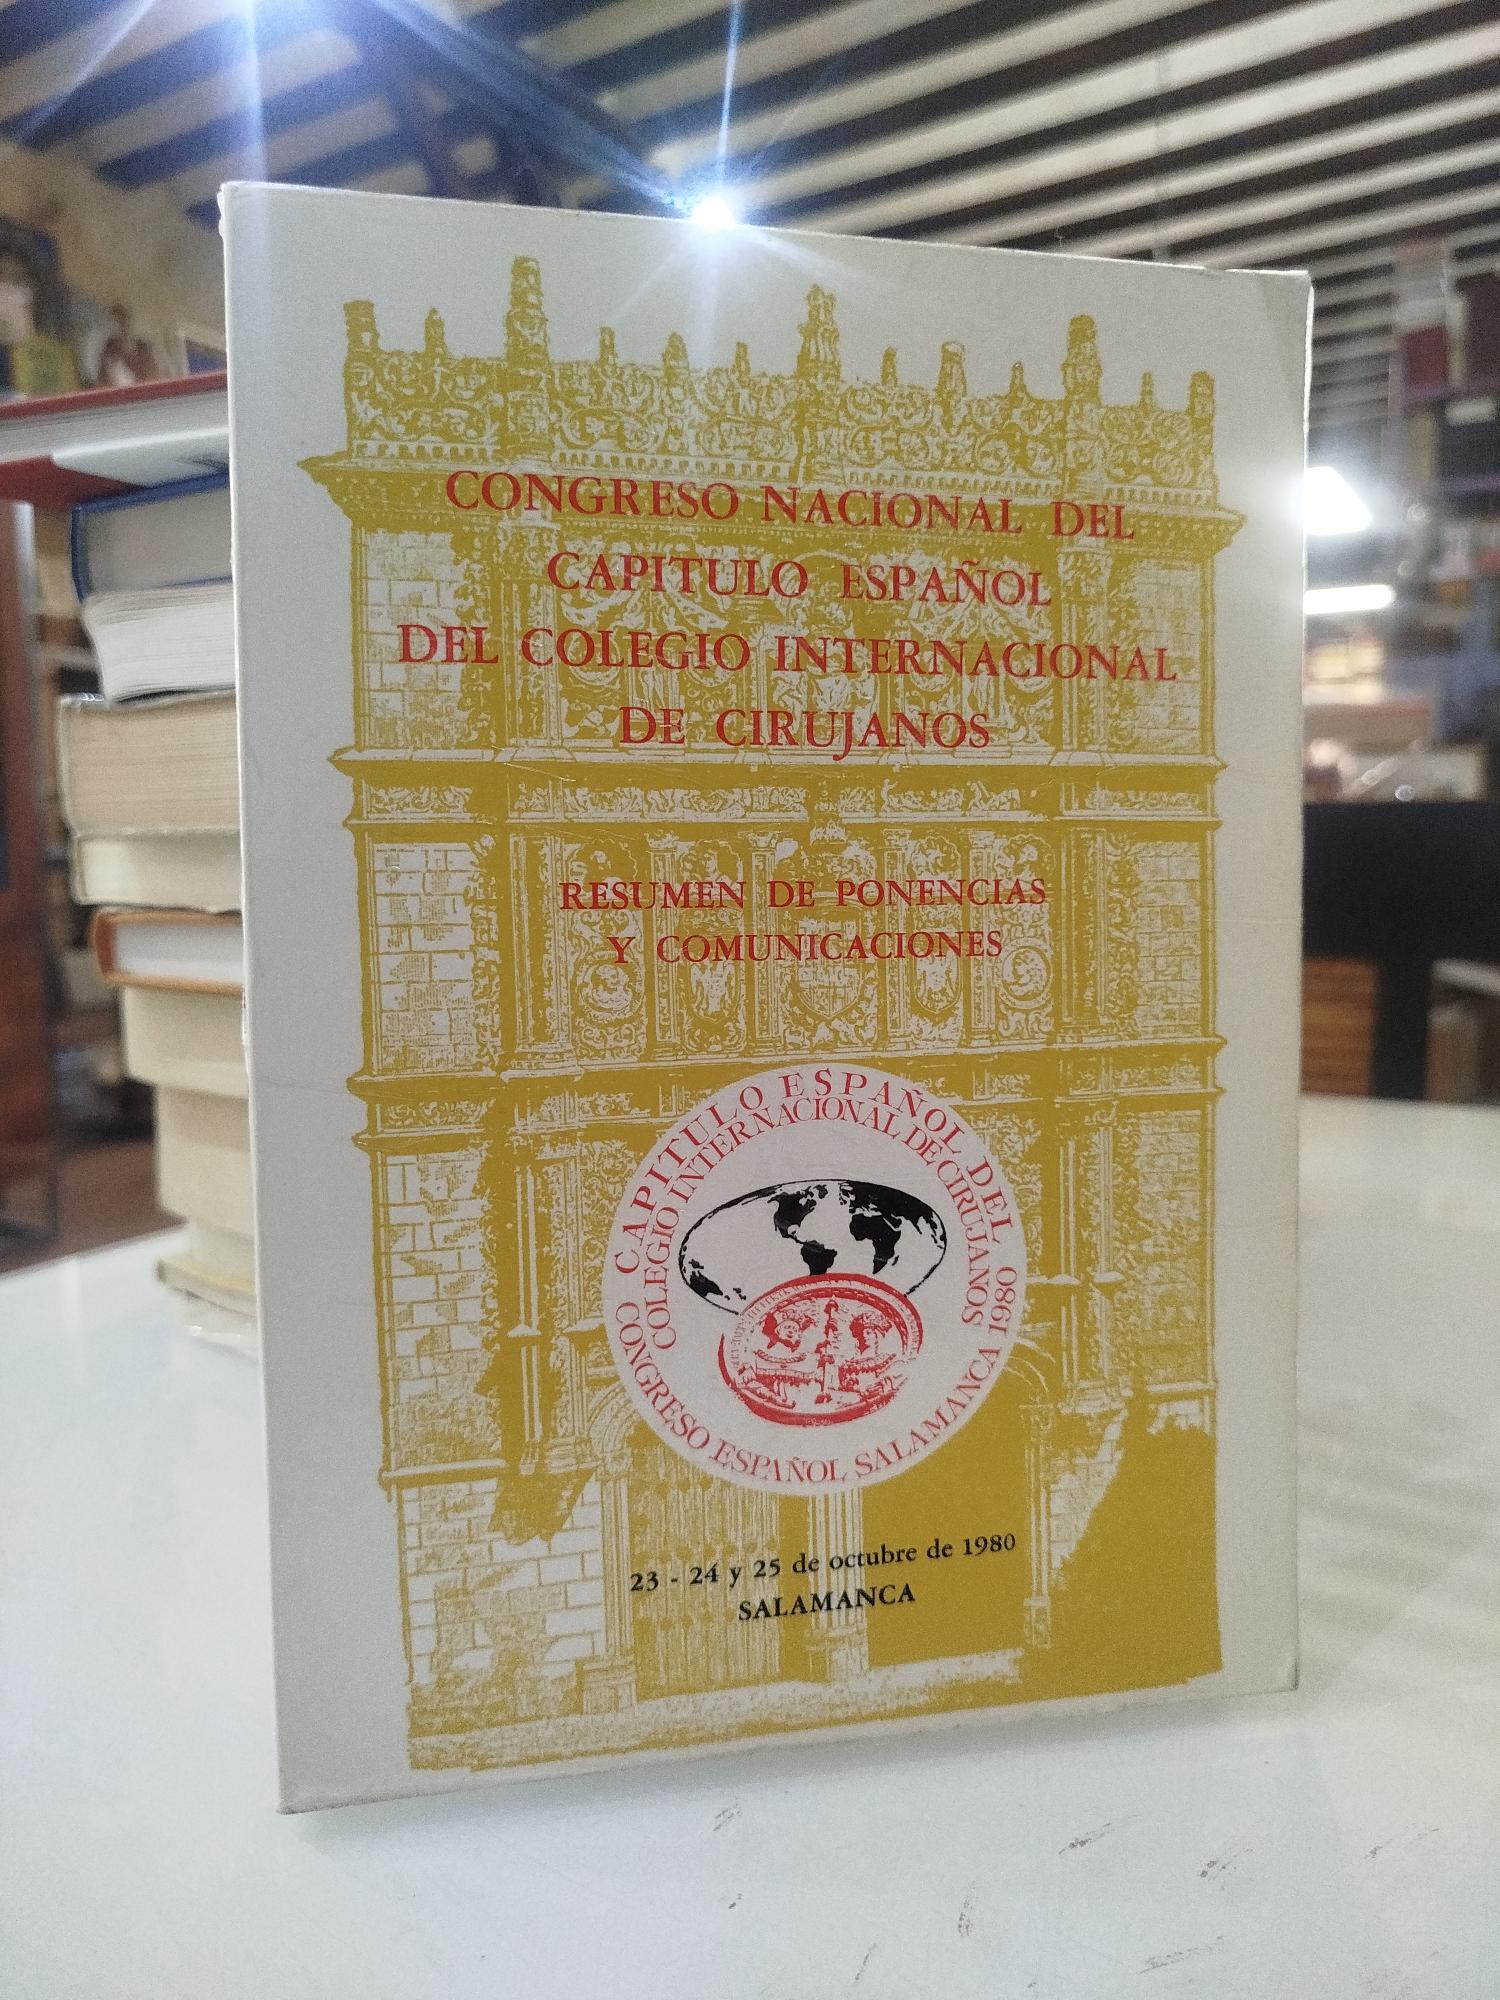 CONGRESO NACIONAL DEL
CAPITULO ESPAÑOL
DEL COLEGIO INTERNACIONAL
DE CIRUJANOS
RESUMEN DE PONENCIAS
Y COMUNICACIONES
CAPITULO ESPAÑOL DEL
COLEGIO INTERNACIONAL DE CIRUJANOS
CONGRESO ESPAÑOL SALAMANCA 1980
23 - 24 y 25 de octubre de 1980
SALAMANCA